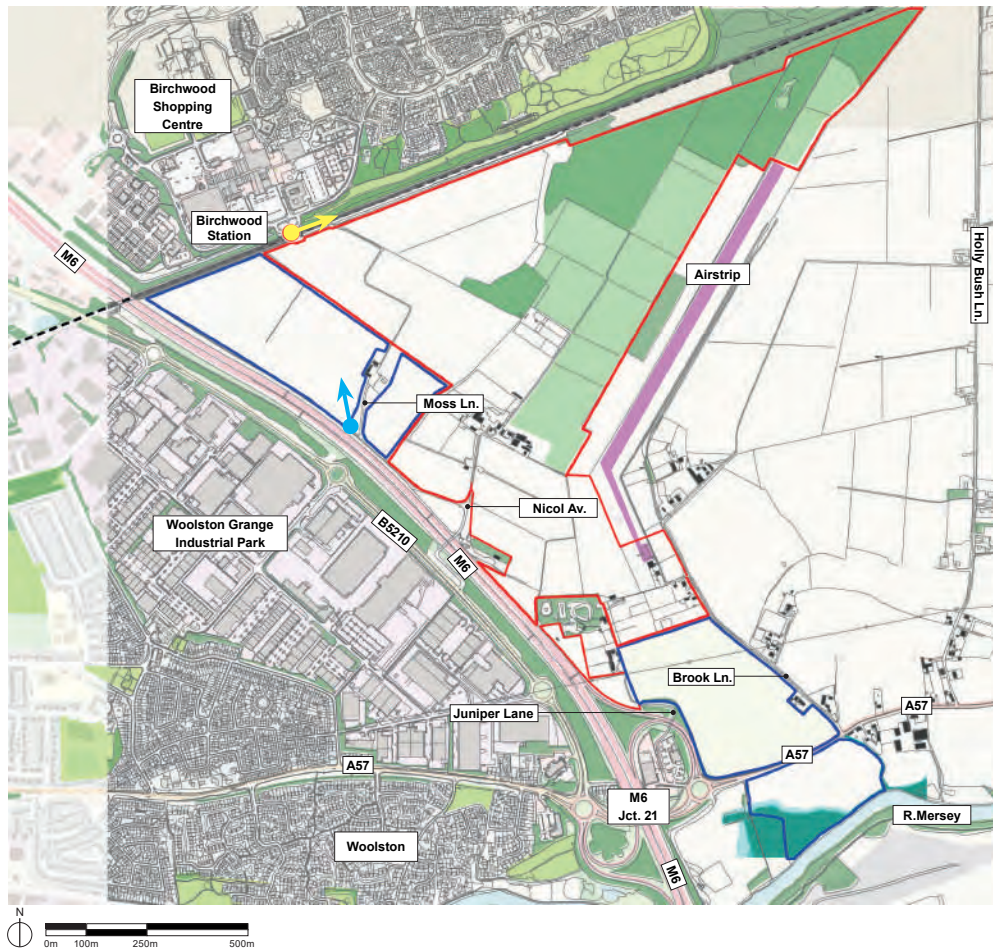 Birchwood
Shopping
Centre
Birchwood
Station
M6
Airstrip
Holly Bush Ln.
Moss Ln.
Nicol Av.
Woolston Grange
Industrial Park
B5210
M6
Brook Ln.
A57
Juniper Lane
A57
A57
M6
Jct. 21
R.Mersey
Woolston
M6
N
0m 100m 250m 500m